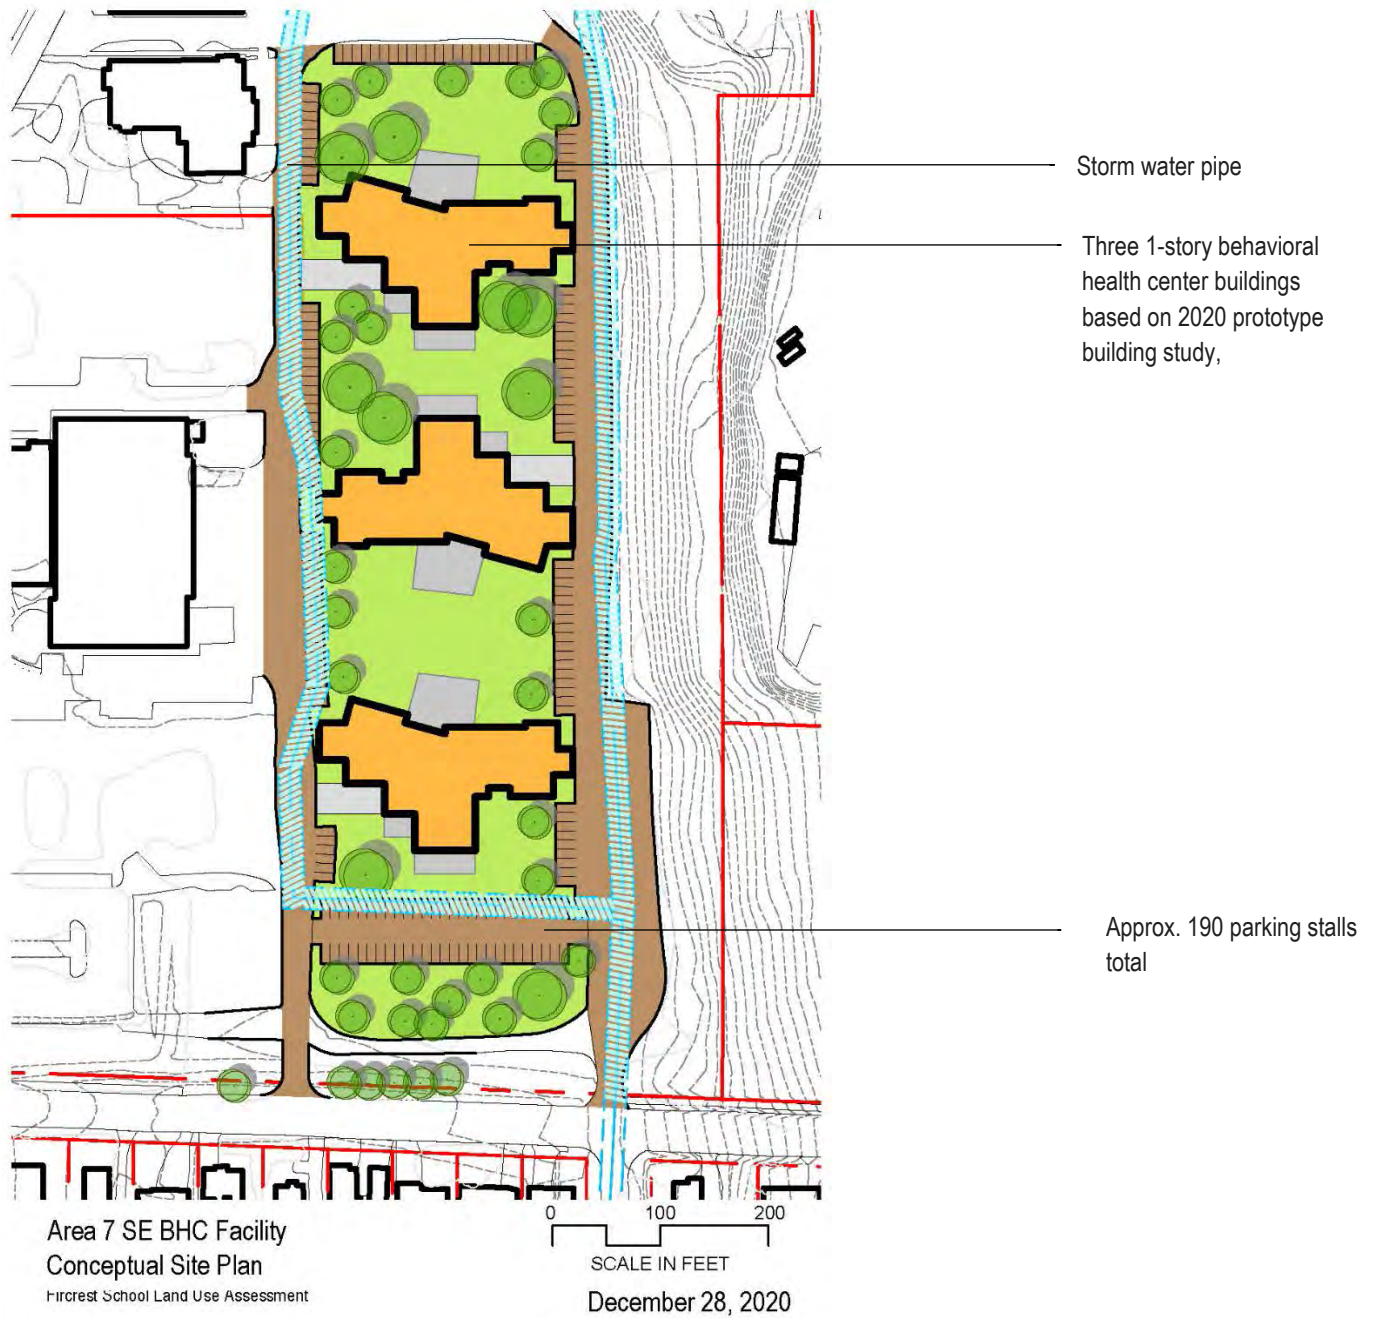 Storm water pipe
Three 1-story behavioral
health center buildings
based on 2020 prototype
building study,
Approx. 190 parking stalls
total
Area 7 SE BHC Facility
Conceptual Site Plan
Fircrest School Land Use Assessment
0 100 200
SCALE IN FEET
December 28, 2020